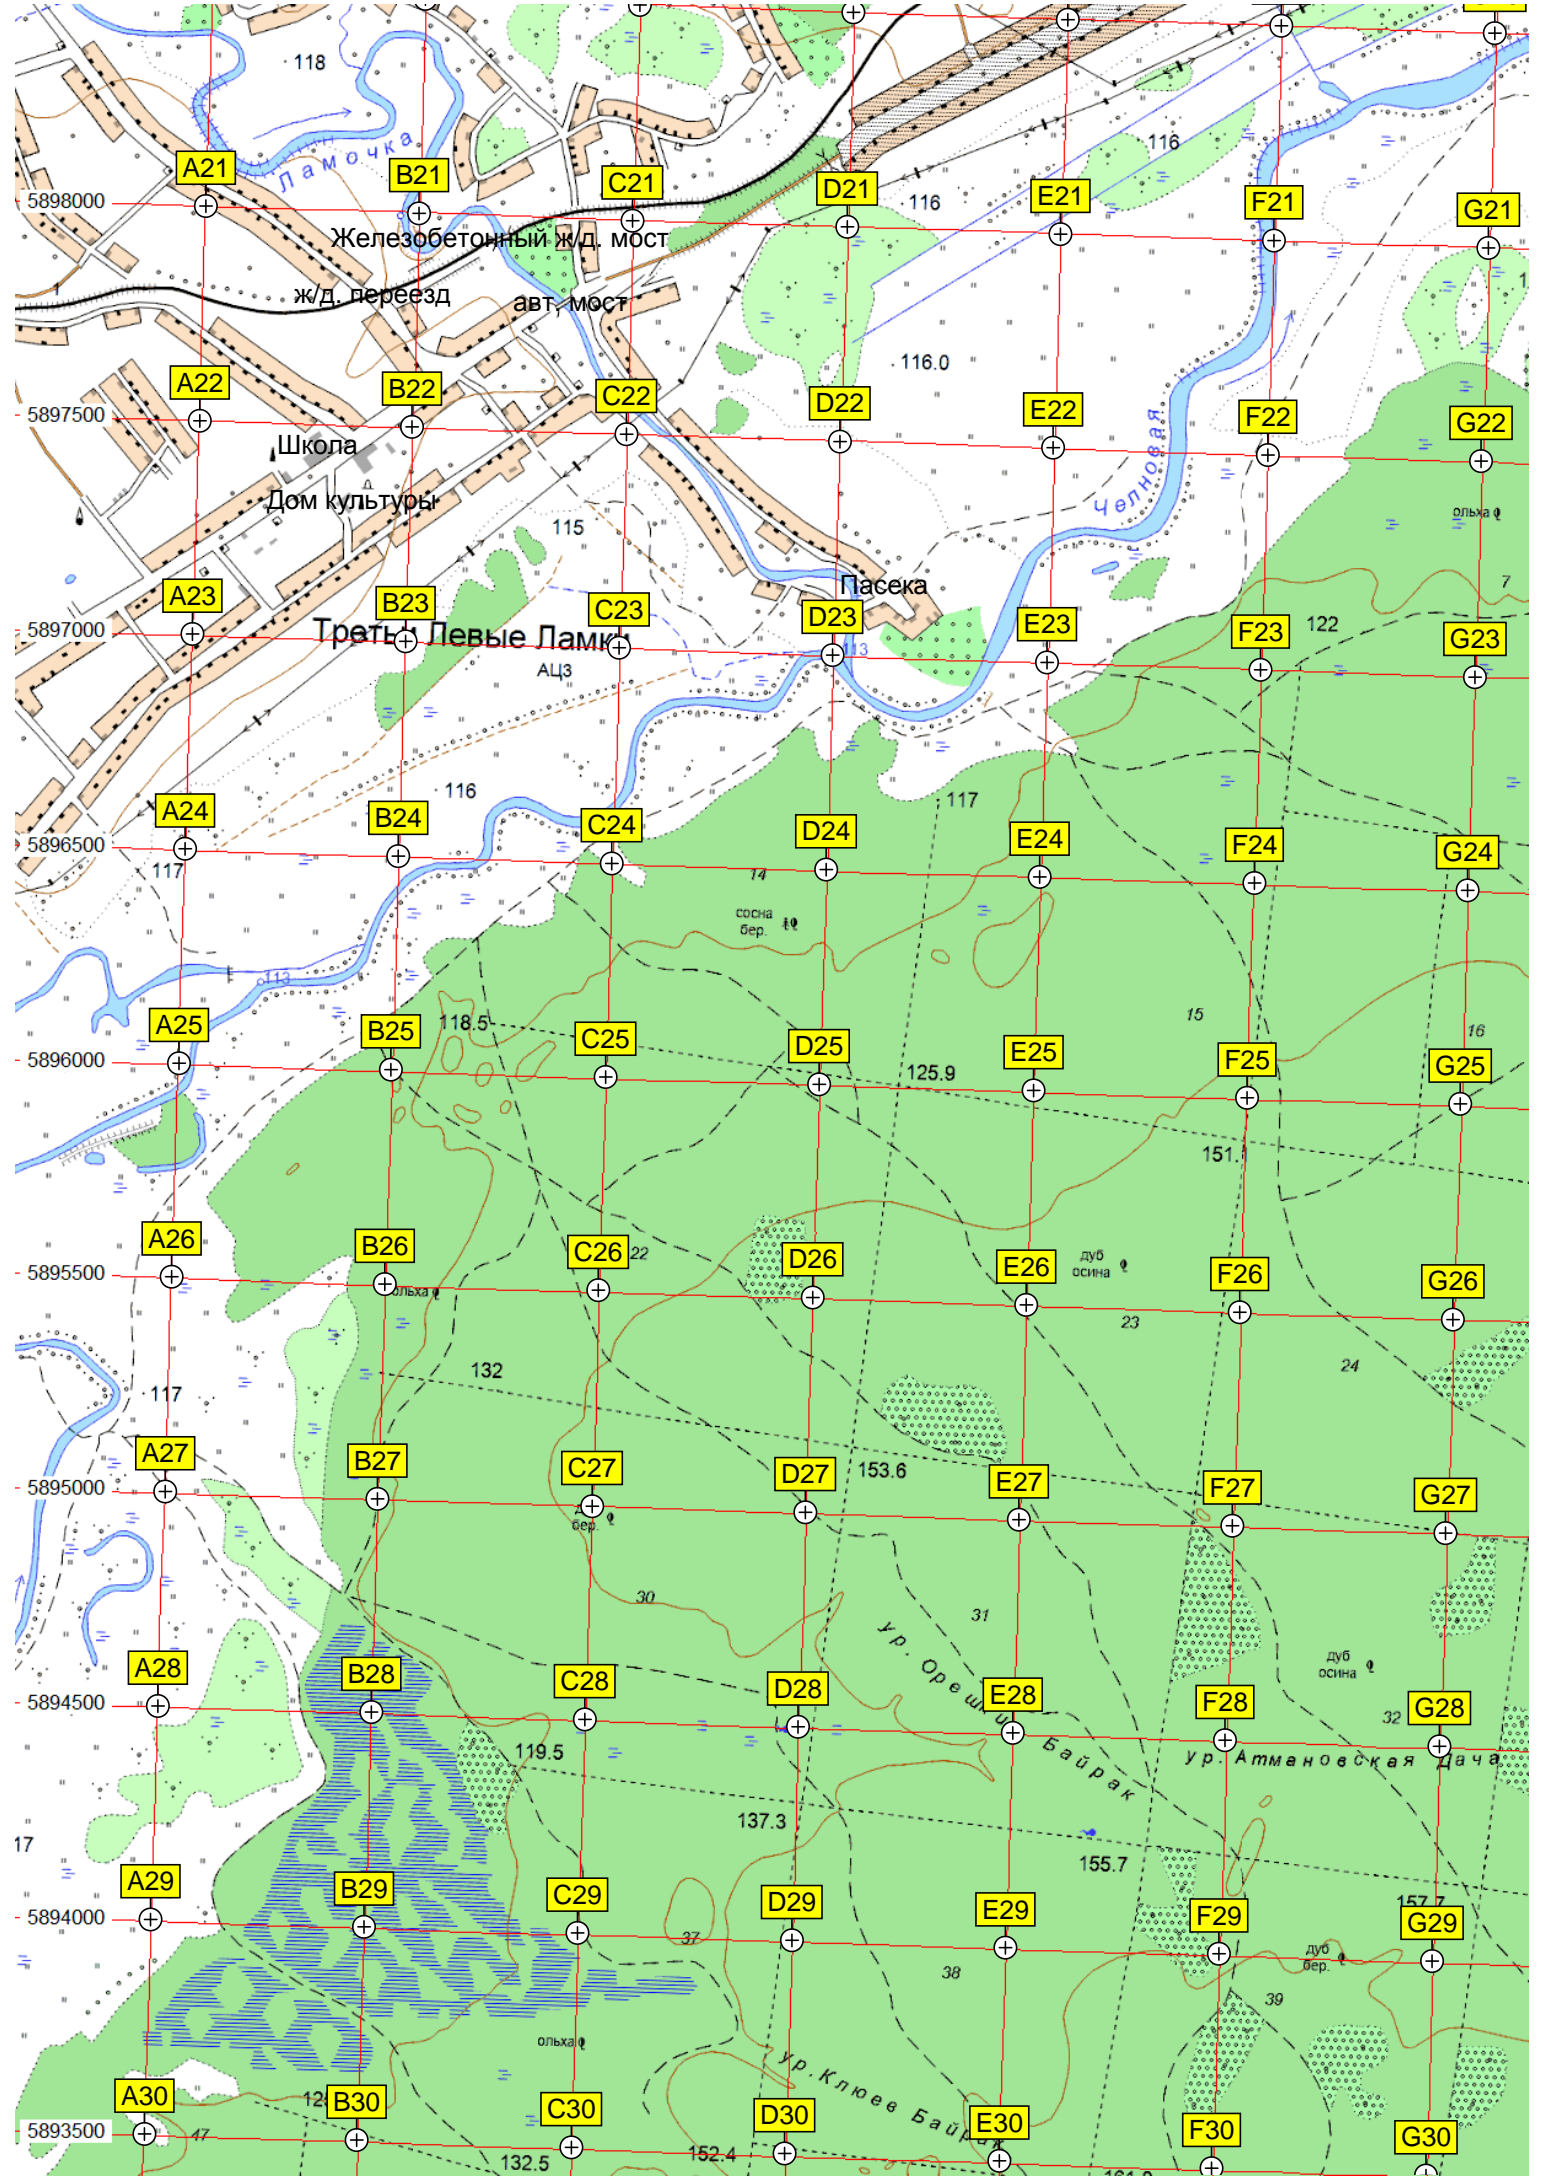 118
Ламочка
116
A21
B21
C21
D21
E21
F21
G21
5898000
116
Железобетонный ж/д. мост
ж/д. переезд
авт. мост
116.0
A22
B22
C22
D22
E22
F22
G22
5897500
Школа
Дом культуры
Челновая
ольха
115
Пасека
7
A23
B23
C23
D23
E23
F23
G23
122
5897000
Третьи Левые Ламки
113
АЦЗ
116
117
A24
B24
C24
D24
E24
F24
G24
5896500
117
14
сосна
бер.
113
15
16
A25
B25
118.5
C25
D25
E25
F25
G25
5896000
125.9
151.1
A26
B26
C26
22
D26
E26
дуб
осина
F26
G26
5895500
ольха
23
24
132
117
A27
B27
C27
D27
153.6
E27
F27
G27
5895000
бер.
30
31
ур. Орешкин Байрак
дуб
осина
A28
B28
C28
D28
E28
F28
32
G28
5894500
119.5
ур. Атмановская Дача
137.3
17
155.7
A29
B29
C29
D29
E29
F29
157.7
G29
5894000
37
38
дуб
бер.
39
ольха
ур. Клюев Байрак
A30
B30
C30
D30
E30
F30
G30
5893500
47
132.5
152.4